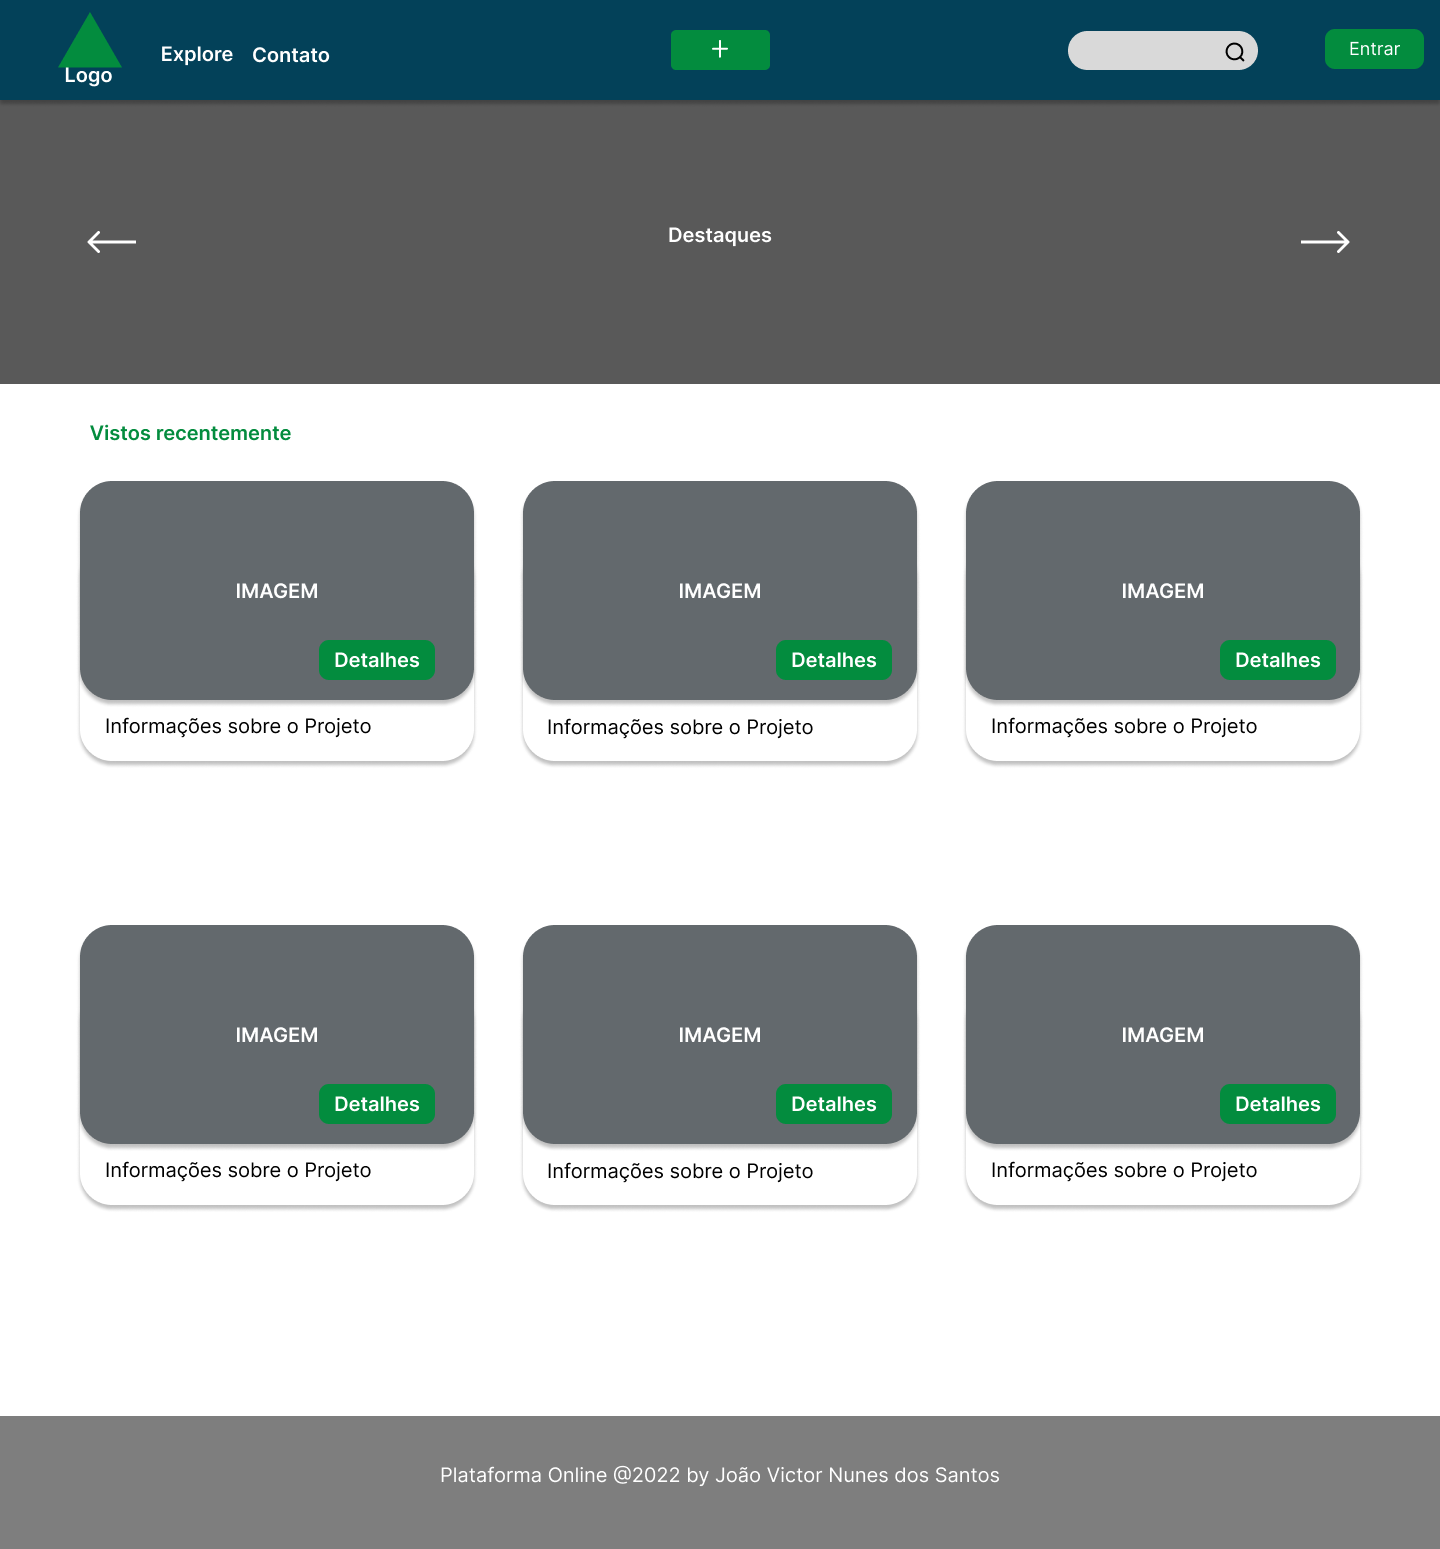 Logo
Explore
Contato
+
Entrar
Destaques
Vistos recentemente
IMAGEM
Detalhes
Informações sobre o Projeto
IMAGEM
Detalhes
Informações sobre o Projeto
IMAGEM
Detalhes
Informações sobre o Projeto
IMAGEM
Detalhes
Informações sobre o Projeto
IMAGEM
Detalhes
Informações sobre o Projeto
IMAGEM
Detalhes
Informações sobre o Projeto
Plataforma Online @2022 by João Victor Nunes dos Santos